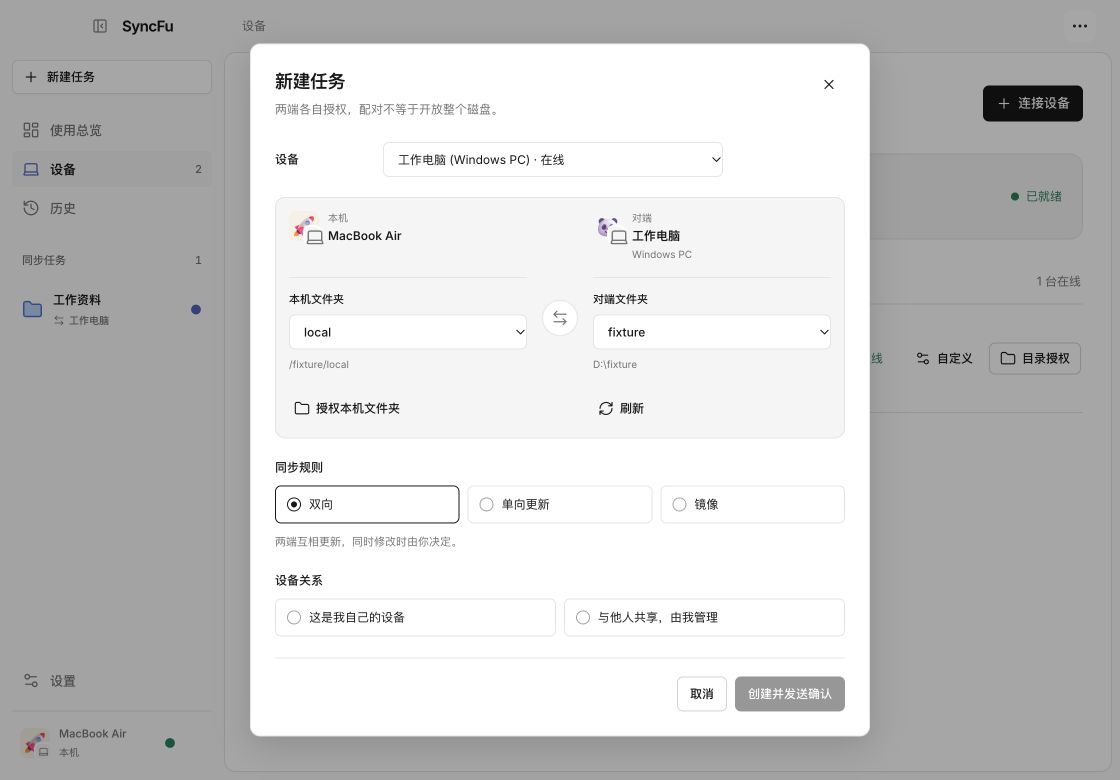 SyncFu
设备
新建任务
使用总览
设备
2
历史
同步任务
1
工作资料
工作电脑
设置
MacBook Air
本机
连接设备
已就绪
1 台在线
线
自定义
目录授权
新建任务
两端各自授权，配对不等于开放整个磁盘。
设备
工作电脑 (Windows PC) · 在线
本机
MacBook Air
对端
工作电脑
Windows PC
本机文件夹
local
/fixture/local
授权本机文件夹
对端文件夹
fixture
D:\fixture
刷新
同步规则
双向
单向更新
镜像
两端互相更新，同时修改时由你决定。
设备关系
这是我自己的设备
与他人共享，由我管理
取消
创建并发送确认